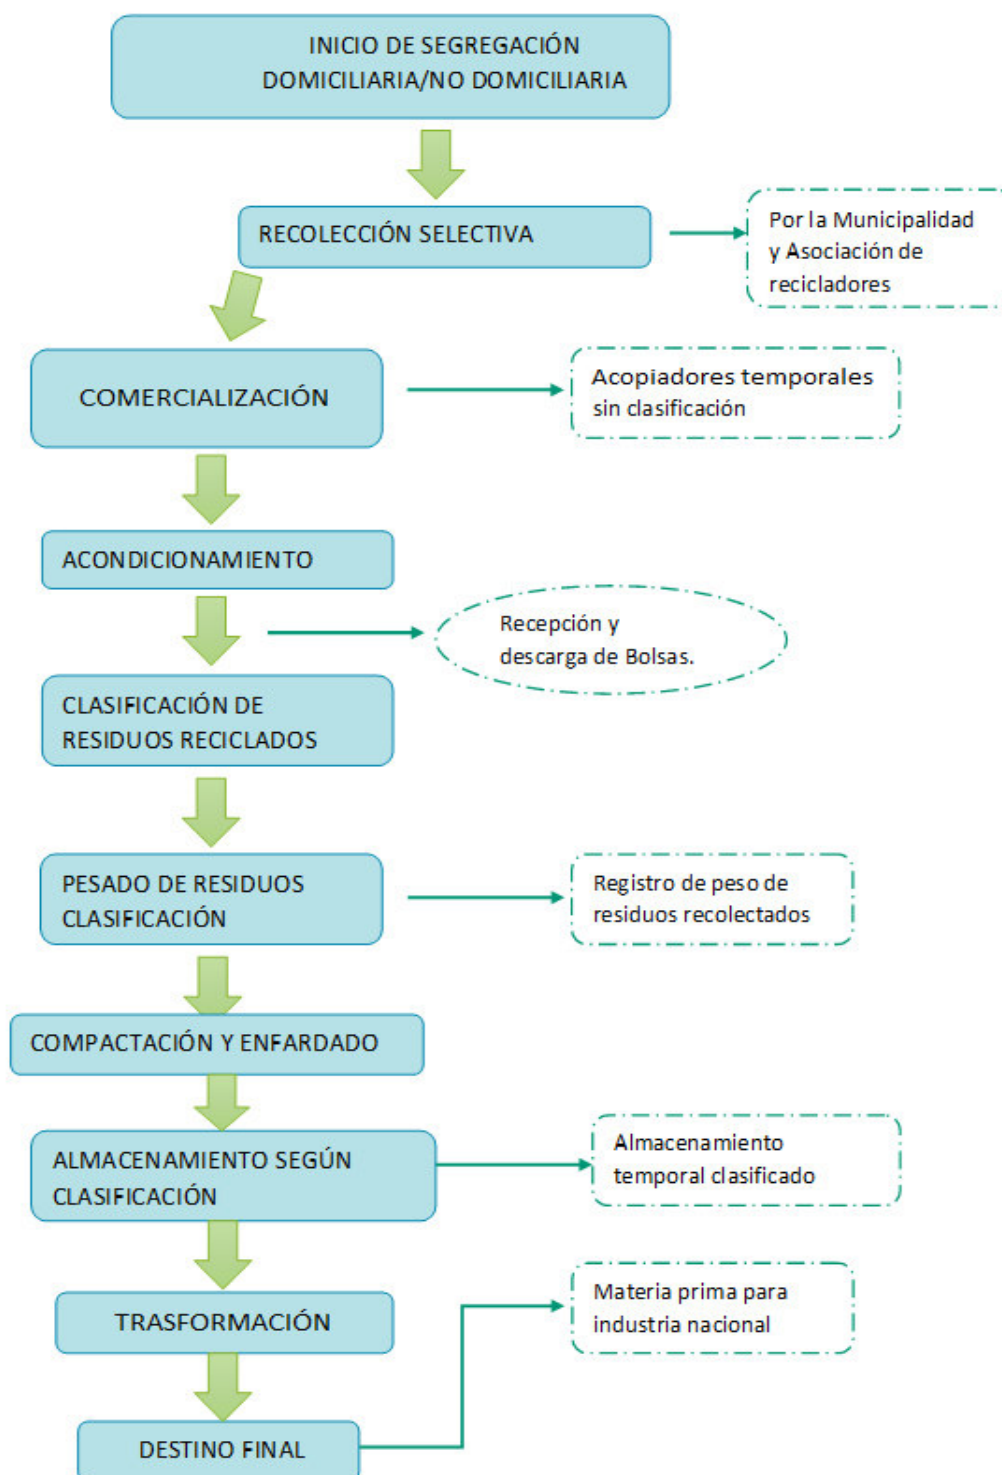 INICIO DE SEGREGACIÓN
DOMICILIARIA/NO DOMICILIARIA
RECOLECCIÓN SELECTIVA
Por la Municipalidad
y Asociación de
recicladores
COMERCIALIZACIÓN
Acopiadores temporales
sin clasificación
ACONDICIONAMIENTO
Recepción y
descarga de Bolsas.
CLASIFICACIÓN DE
RESIDUOS RECICLADOS
PESADO DE RESIDUOS
CLASIFICACIÓN
Registro de peso de
residuos recolectados
COMPACTACIÓN Y ENFARDADO
ALMACENAMIENTO SEGÚN
CLASIFICACIÓN
Almacenamiento
temporal clasificado
TRASFORMACIÓN
Materia prima para
industria nacional
DESTINO FINAL